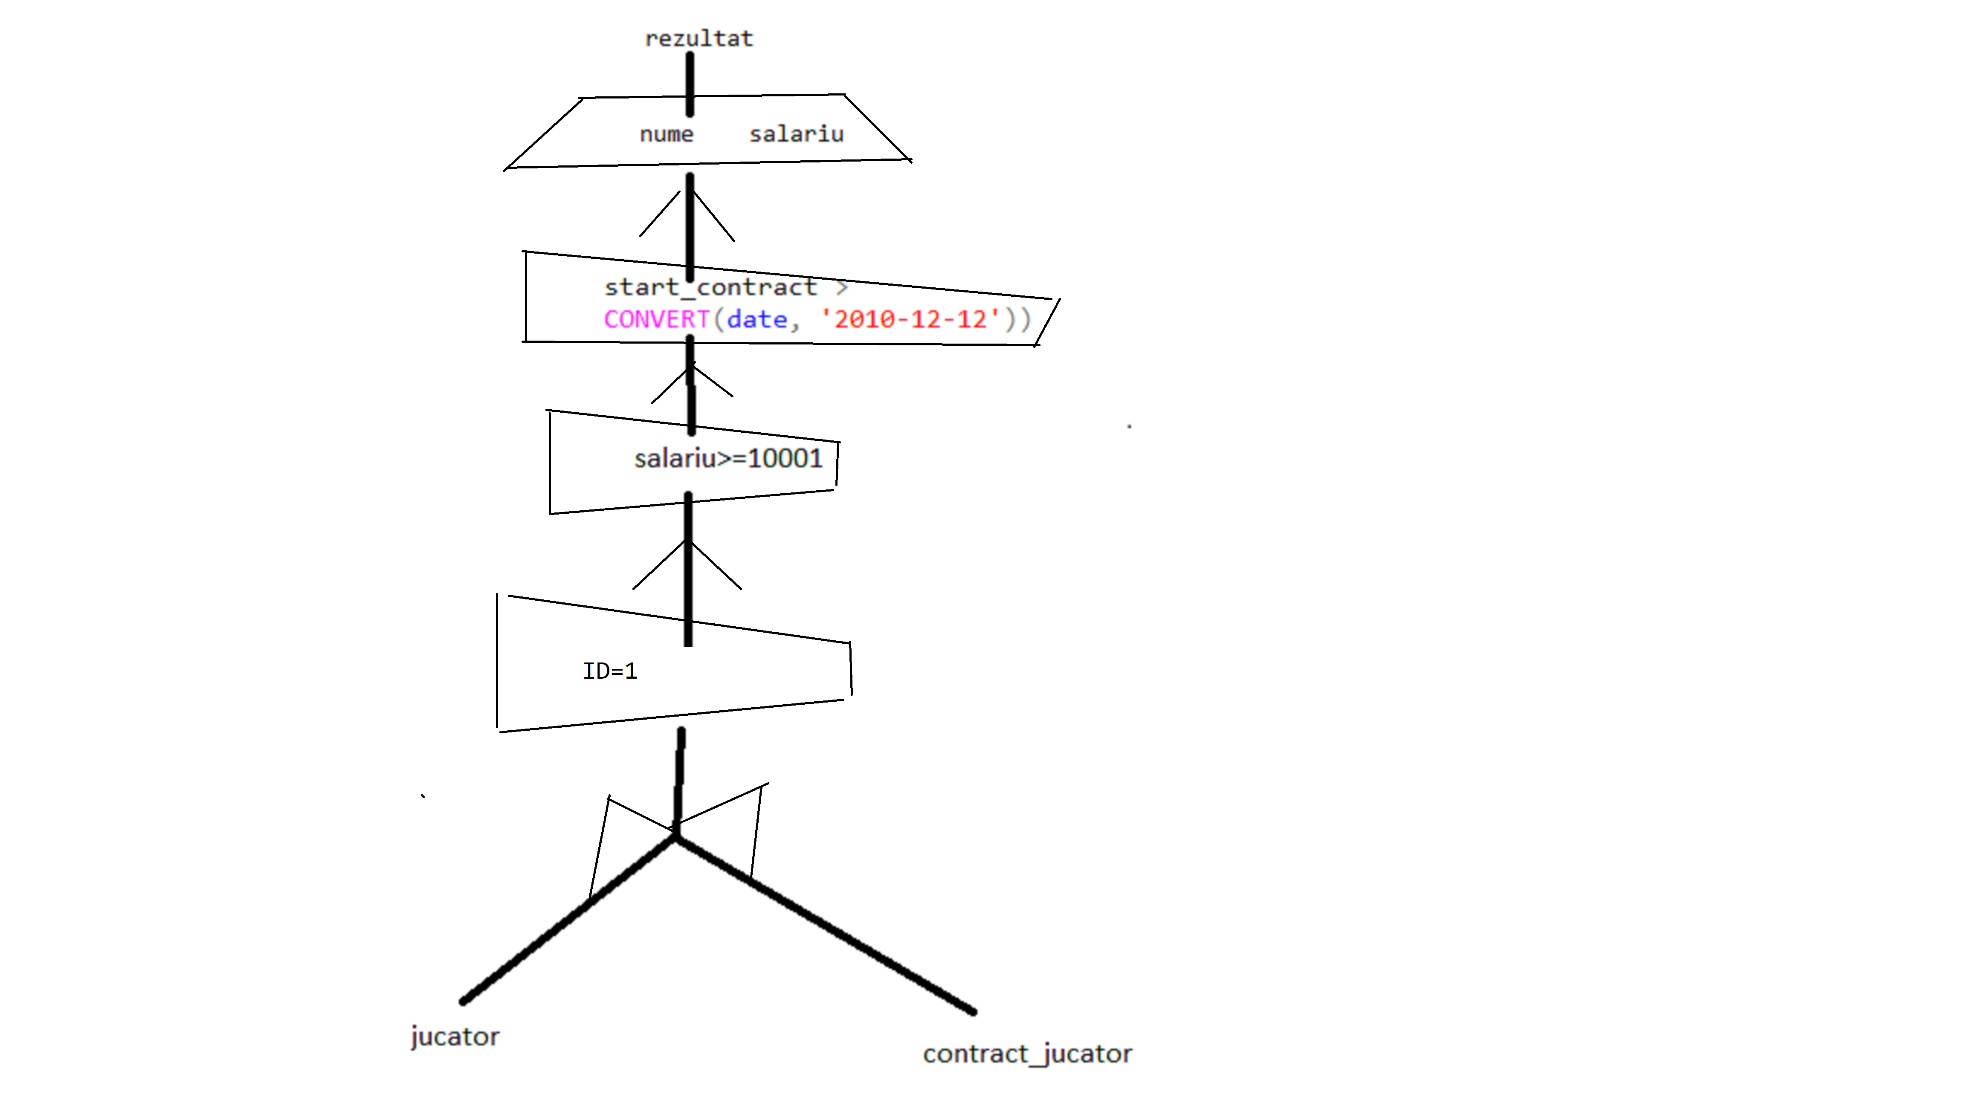 rezultat
nume salariu
start_contract >
CONVERT(date, '2010-12-12'))
salariu>=10001
ID=1
jucator
contract_jucator